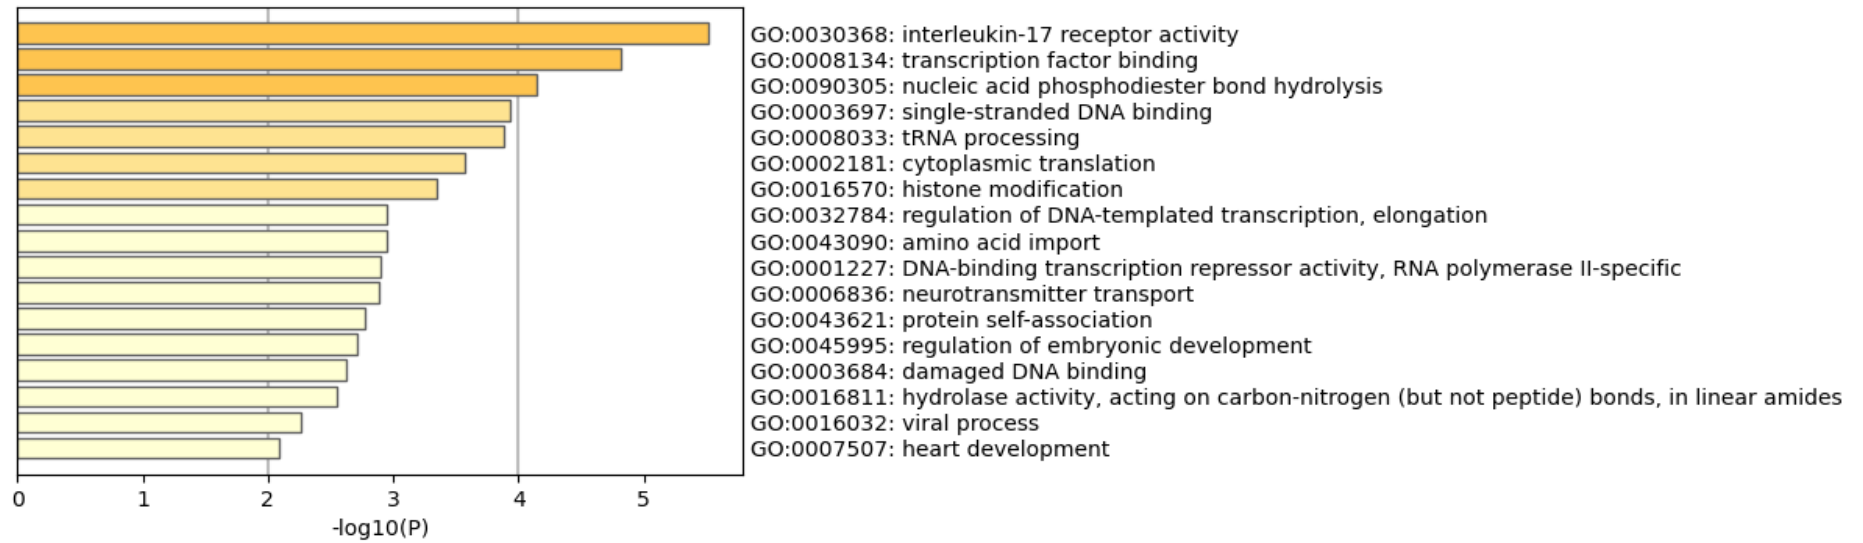 GO:0030368: interleukin-17 receptor activity
GO:0008134: transcription factor binding
GO:0090305: nucleic acid phosphodiester bond hydrolysis
GO:0003697: single-stranded DNA binding
GO:0008033: tRNA processing
GO:0002181: cytoplasmic translation
GO:0016570: histone modification
GO:0032784: regulation of DNA-templated transcription, elongation
GO:0043090: amino acid import
GO:0001227: DNA-binding transcription repressor activity, RNA polymerase II-specific
GO:0006836: neurotransmitter transport
GO:0043621: protein self-association
GO:0045995: regulation of embryonic development
GO:0003684: damaged DNA binding
GO:0016811: hydrolase activity, acting on carbon-nitrogen (but not peptide) bonds, in linear amides
GO:0016032: viral process
GO:0007507: heart development
0 1 2 3 4 5
-log10(P)